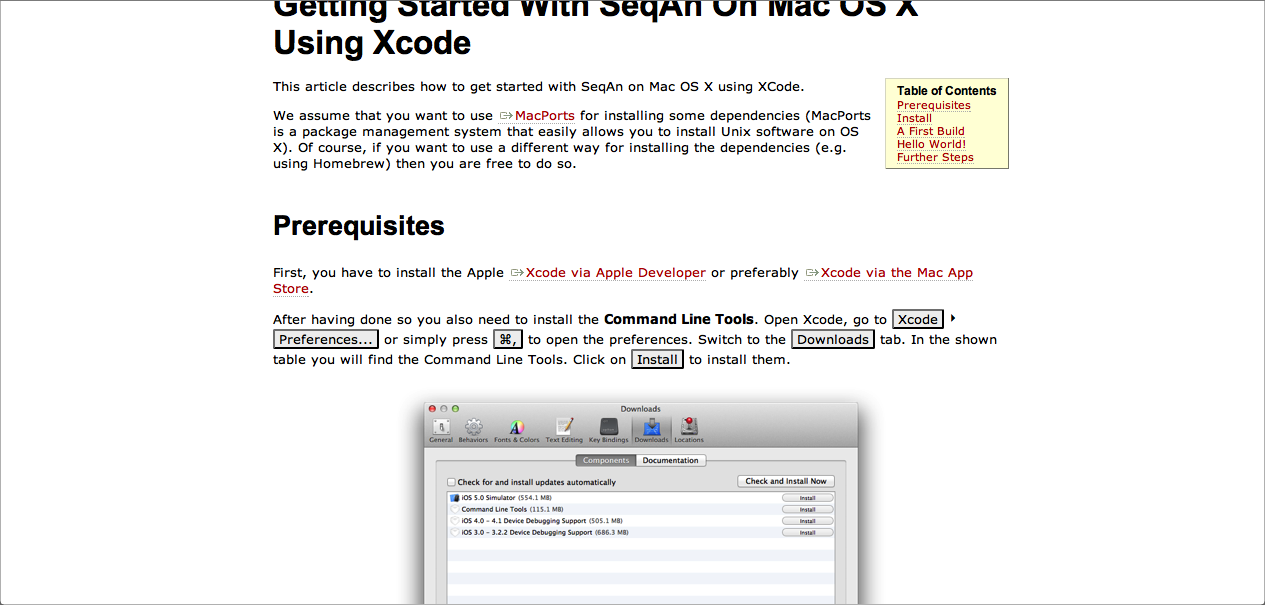 Getting Started With SeqAn On Mac OS X
Using Xcode
This article describes how to get started with SeqAn on Mac OS X using XCode.
We assume that you want to use MacPorts for installing some dependencies (MacPorts
is a package management system that easily allows you to install Unix software on OS
X). Of course, if you want to use a different way for installing the dependencies (e.g.
using Homebrew) then you are free to do so.
Table of Contents
Prerequisites
Install
A First Build
Hello World!
Further Steps
Prerequisites
First, you have to install the Apple Xcode via Apple Developer or preferably Xcode via the Mac App
Store.
After having done so you also need to install the Command Line Tools. Open Xcode, go to Xcode ‣
Preferences... or simply press ⌘, to open the preferences. Switch to the Downloads tab. In the shown
table you will find the Command Line Tools. Click on Install to install them.
Downloads
General Behaviors Fonts & Colors Text Editing Key Bindings Downloads Locations
Components Documentation
Check for and install updates automatically Check and Install Now
iOS 5.0 Simulator (554.1 MB) Install
Command Line Tools (115.1 MB) Install
iOS 4.0 - 4.1 Device Debugging Support (505.1 MB) Install
iOS 3.0 - 3.2.2 Device Debugging Support (686.3 MB) Install